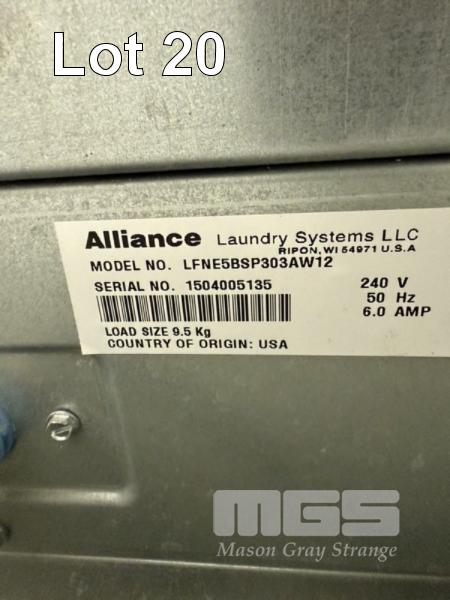 Lot 20
Alliance Laundry Systems LLC
RIPON, WI 54971 U.S.A
MODEL NO. LFNE5BSP303AW12
SERIAL NO. 1504005135
240 V
50 Hz
6.0 AMP
LOAD SIZE 9.5 Kg
COUNTRY OF ORIGIN: USA
MGS
Mason Gray Strange